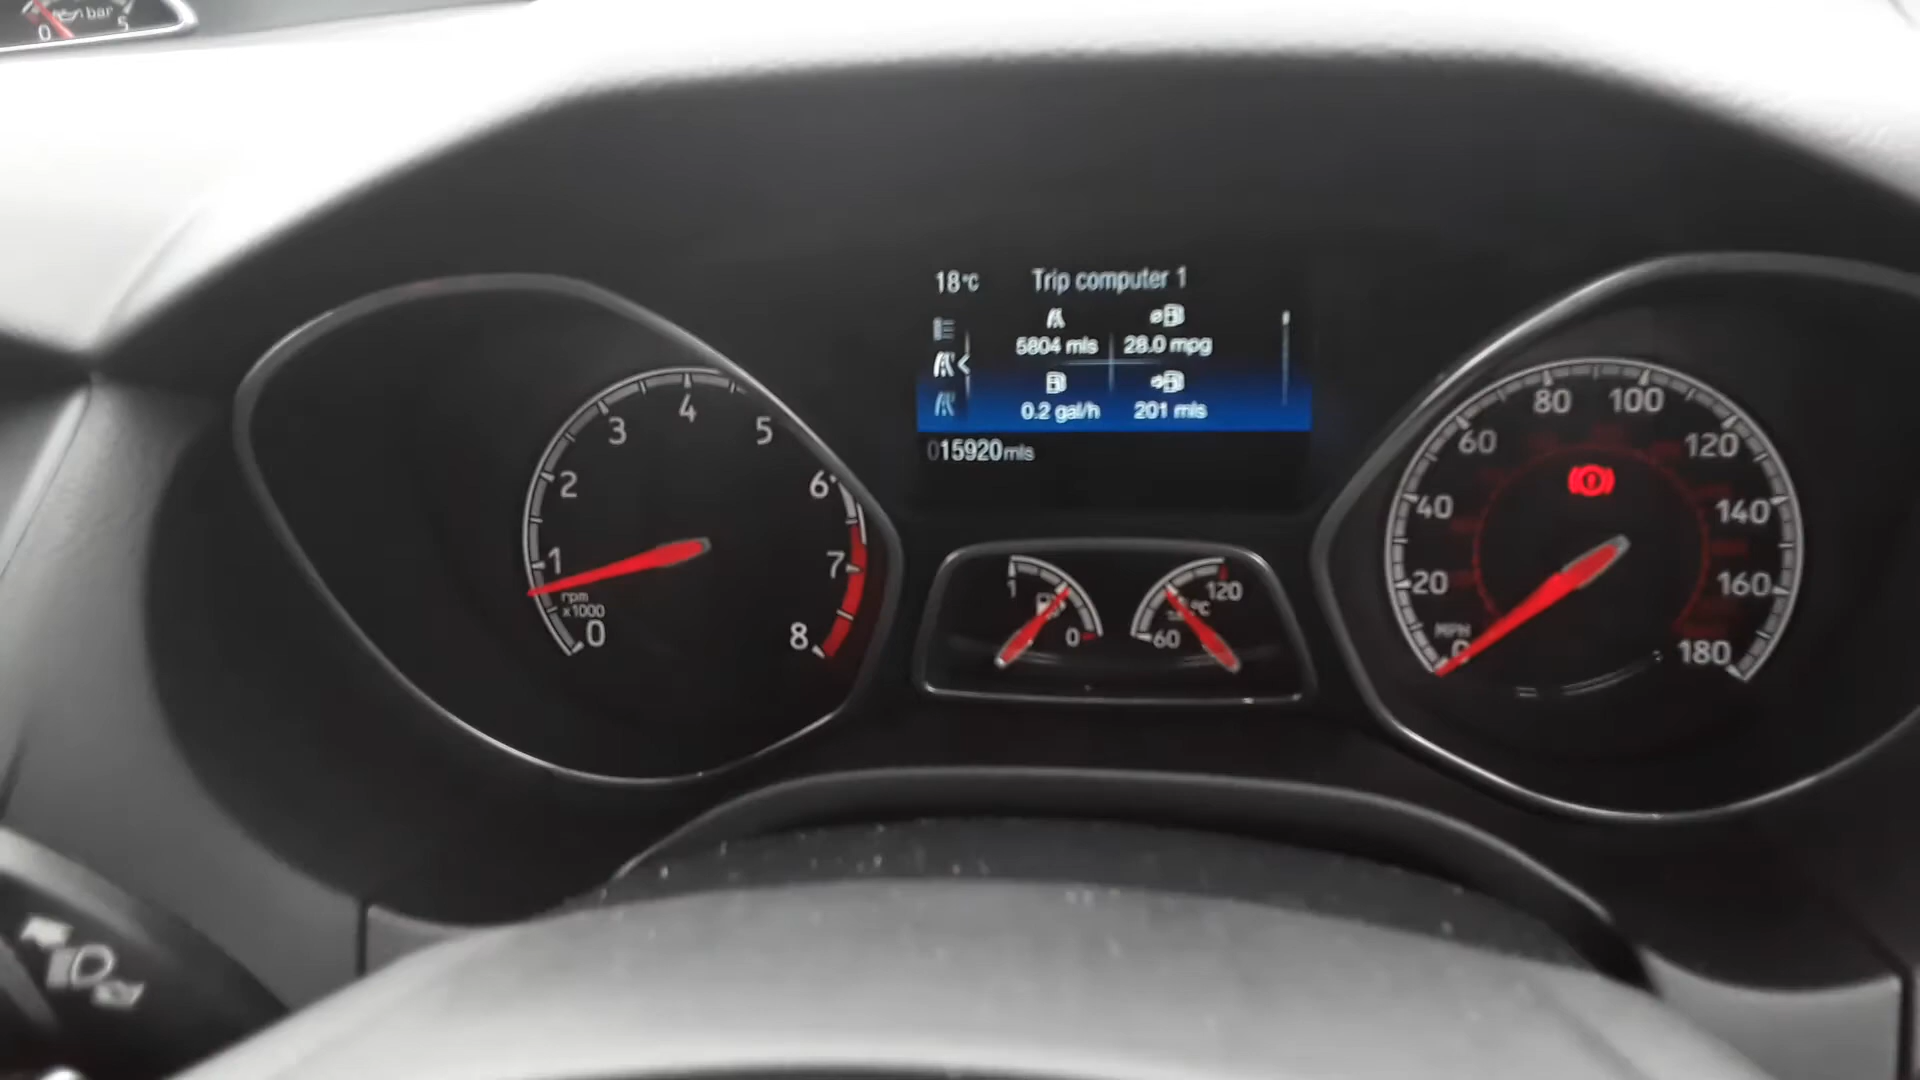 bar
0 5
18°C Trip computer 1
5804 mls 28.0 mpg
0.2 gal/h 201 mls
015920mls
0 1 2 3 4 5 6 7 8
rpm
x1000
1 0
60 120
°C
0 20 40 60 80 100 120 140 160 180
MPH